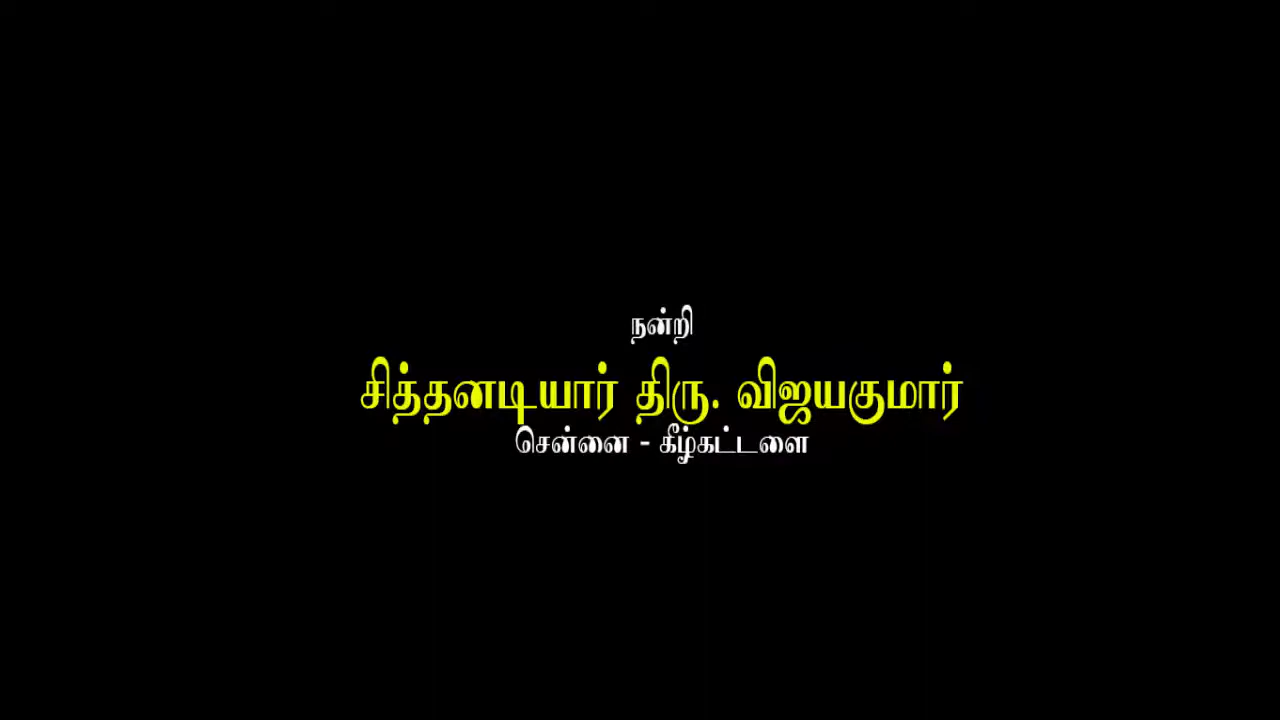 நன்றி
சித்தனடியார் திரு. விஜயகுமார்
சென்னை - கீழ்கட்டளை